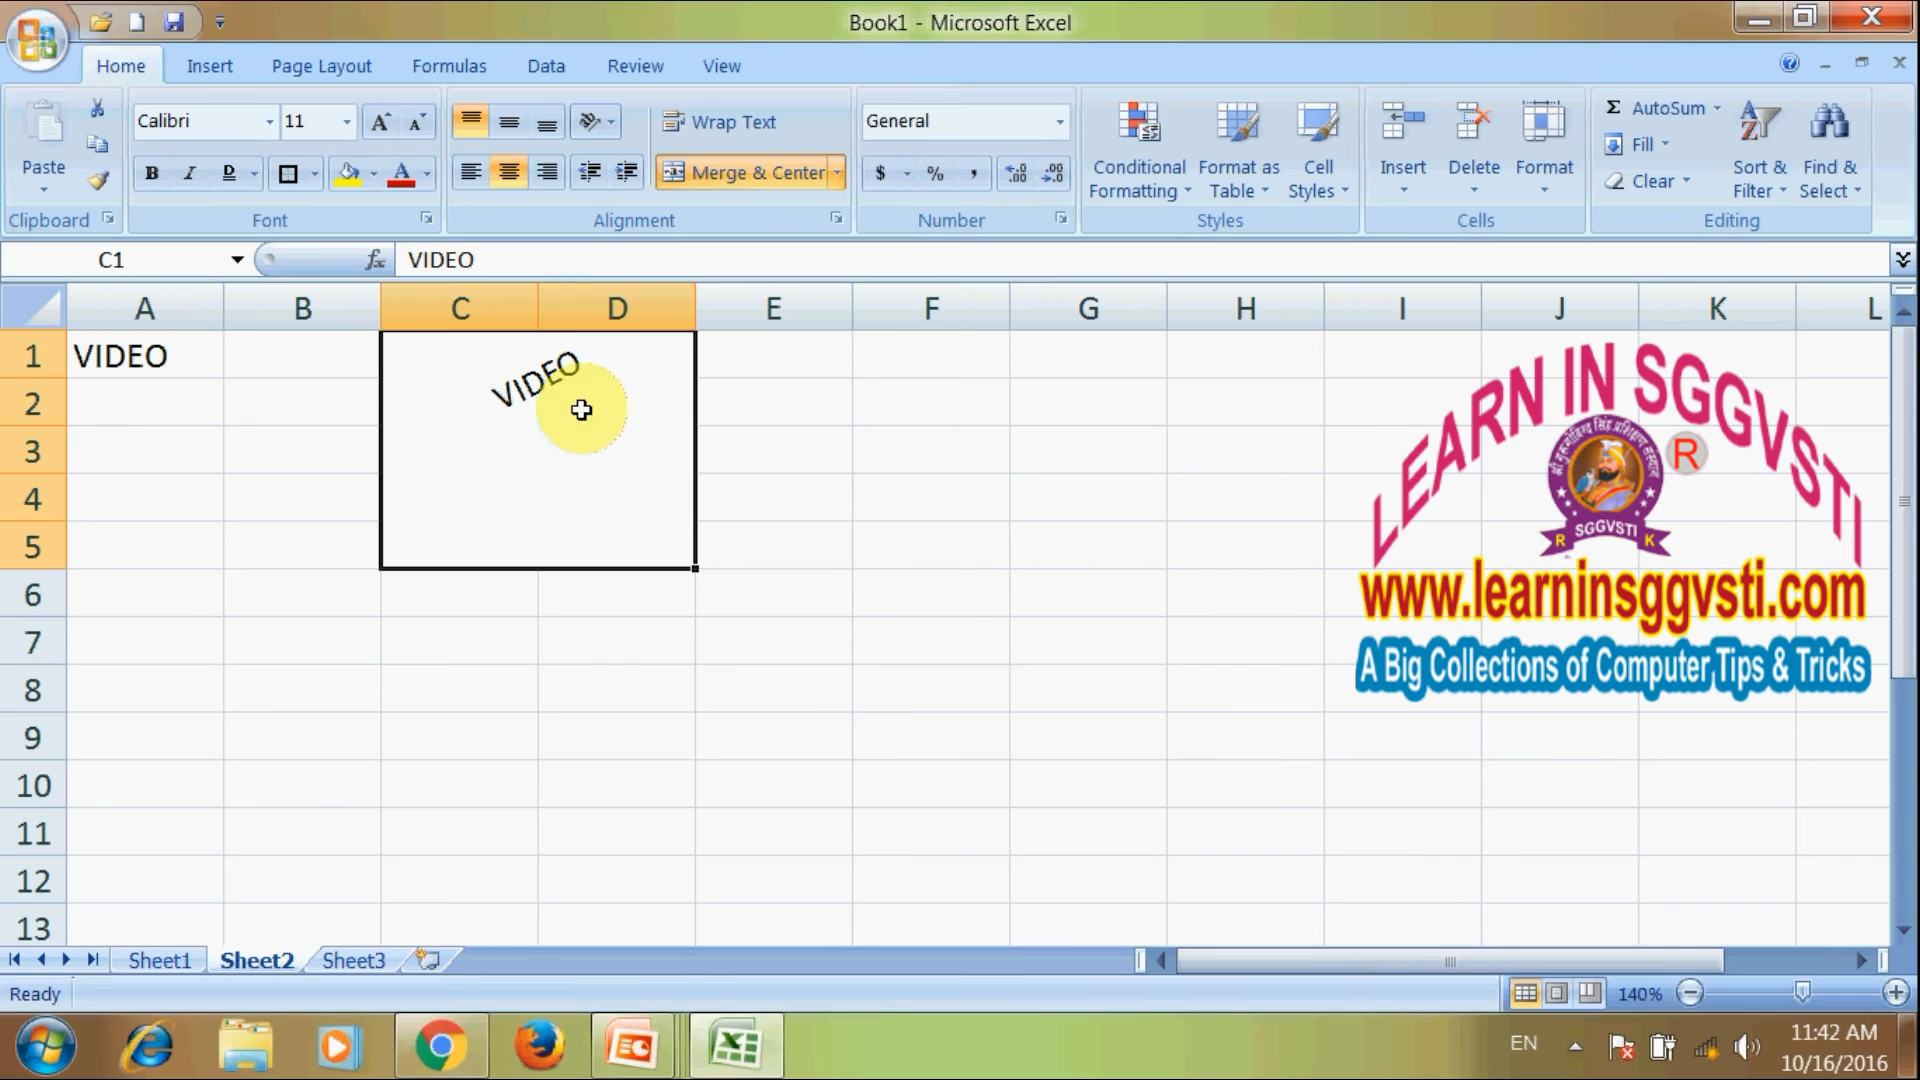 Book1 - Microsoft Excel
Home Insert Page Layout Formulas Data Review View
Paste
Clipboard
Calibri 11
B I D A
Font
Wrap Text
Merge & Center
Alignment
General
$ % ,
Number
Conditional Formatting
Format as Table
Cell Styles
Styles
Insert Delete Format
Cells
Σ AutoSum
Fill
Clear
Sort & Filter
Find & Select
Editing
C1 fx VIDEO
A B C D E F G H I J K L
1 VIDEO VIDEO
2
3
4
5
6
7
8
9
10
11
12
13
LEARN IN SGGVSTI
R
SGGVSTI
R K
www.learninsggvsti.com
A Big Collections of Computer Tips & Tricks
Sheet1 Sheet2 Sheet3
Ready 140%
EN 11:42 AM
10/16/2016